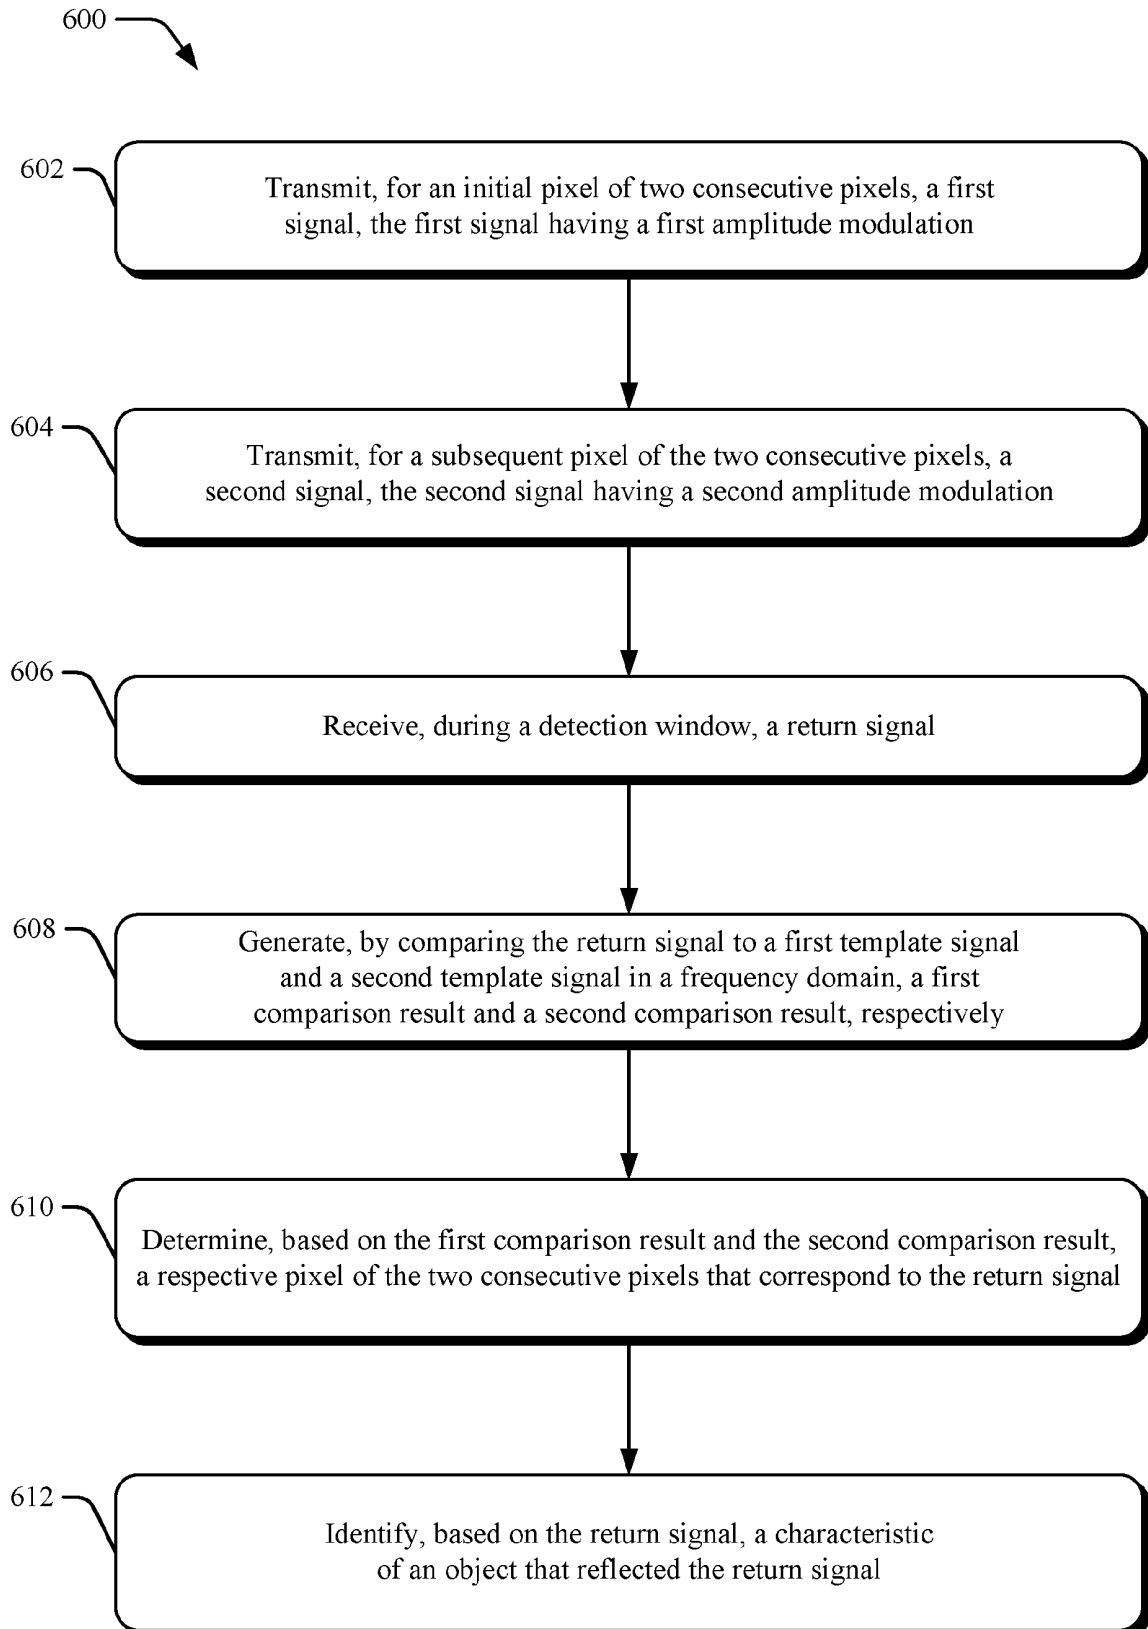 600
602
Transmit, for an initial pixel of two consecutive pixels, a first
signal, the first signal having a first amplitude modulation
604
Transmit, for a subsequent pixel of the two consecutive pixels, a
second signal, the second signal having a second amplitude modulation
606
Receive, during a detection window, a return signal
608
Generate, by comparing the return signal to a first template signal
and a second template signal in a frequency domain, a first
comparison result and a second comparison result, respectively
610
Determine, based on the first comparison result and the second comparison result,
a respective pixel of the two consecutive pixels that correspond to the return signal
612
Identify, based on the return signal, a characteristic
of an object that reflected the return signal